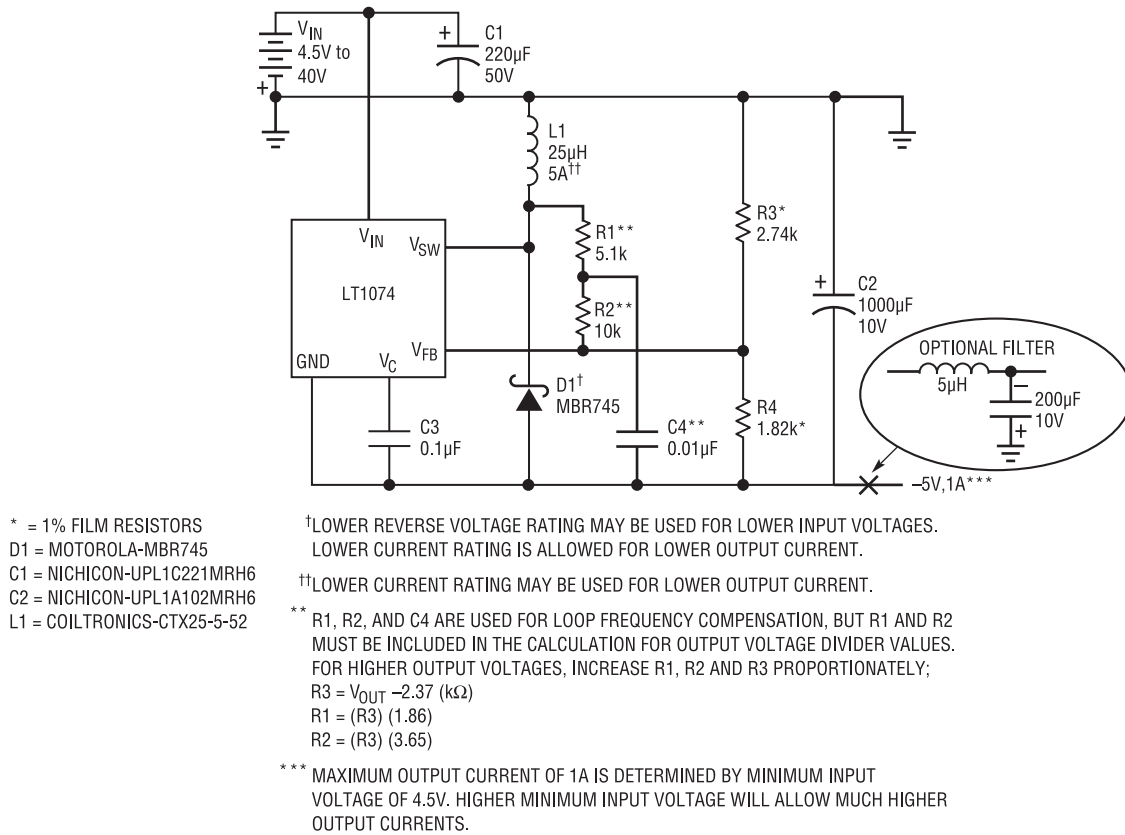 VIN
4.5V to
40V
+
+
C1
220µF
50V
L1
25µH
5A††
VIN
VSW
LT1074
GND
VC
VFB
R1**
5.1k
R2**
10k
R3*
2.74k
+
C2
1000µF
10V
OPTIONAL FILTER
5µH
–
200µF
10V
+
D1†
MBR745
C3
0.1µF
C4**
0.01µF
R4
1.82k*
–5V,1A***
* = 1% FILM RESISTORS
D1 = MOTOROLA-MBR745
C1 = NICHICON-UPL1C221MRH6
C2 = NICHICON-UPL1A102MRH6
L1 = COILTRONICS-CTX25-5-52
†LOWER REVERSE VOLTAGE RATING MAY BE USED FOR LOWER INPUT VOLTAGES.
LOWER CURRENT RATING IS ALLOWED FOR LOWER OUTPUT CURRENT.
††LOWER CURRENT RATING MAY BE USED FOR LOWER OUTPUT CURRENT.
** R1, R2, AND C4 ARE USED FOR LOOP FREQUENCY COMPENSATION, BUT R1 AND R2
MUST BE INCLUDED IN THE CALCULATION FOR OUTPUT VOLTAGE DIVIDER VALUES.
FOR HIGHER OUTPUT VOLTAGES, INCREASE R1, R2 AND R3 PROPORTIONATELY;
R3 = VOUT –2.37 (kΩ)
R1 = (R3) (1.86)
R2 = (R3) (3.65)
*** MAXIMUM OUTPUT CURRENT OF 1A IS DETERMINED BY MINIMUM INPUT
VOLTAGE OF 4.5V. HIGHER MINIMUM INPUT VOLTAGE WILL ALLOW MUCH HIGHER
OUTPUT CURRENTS.